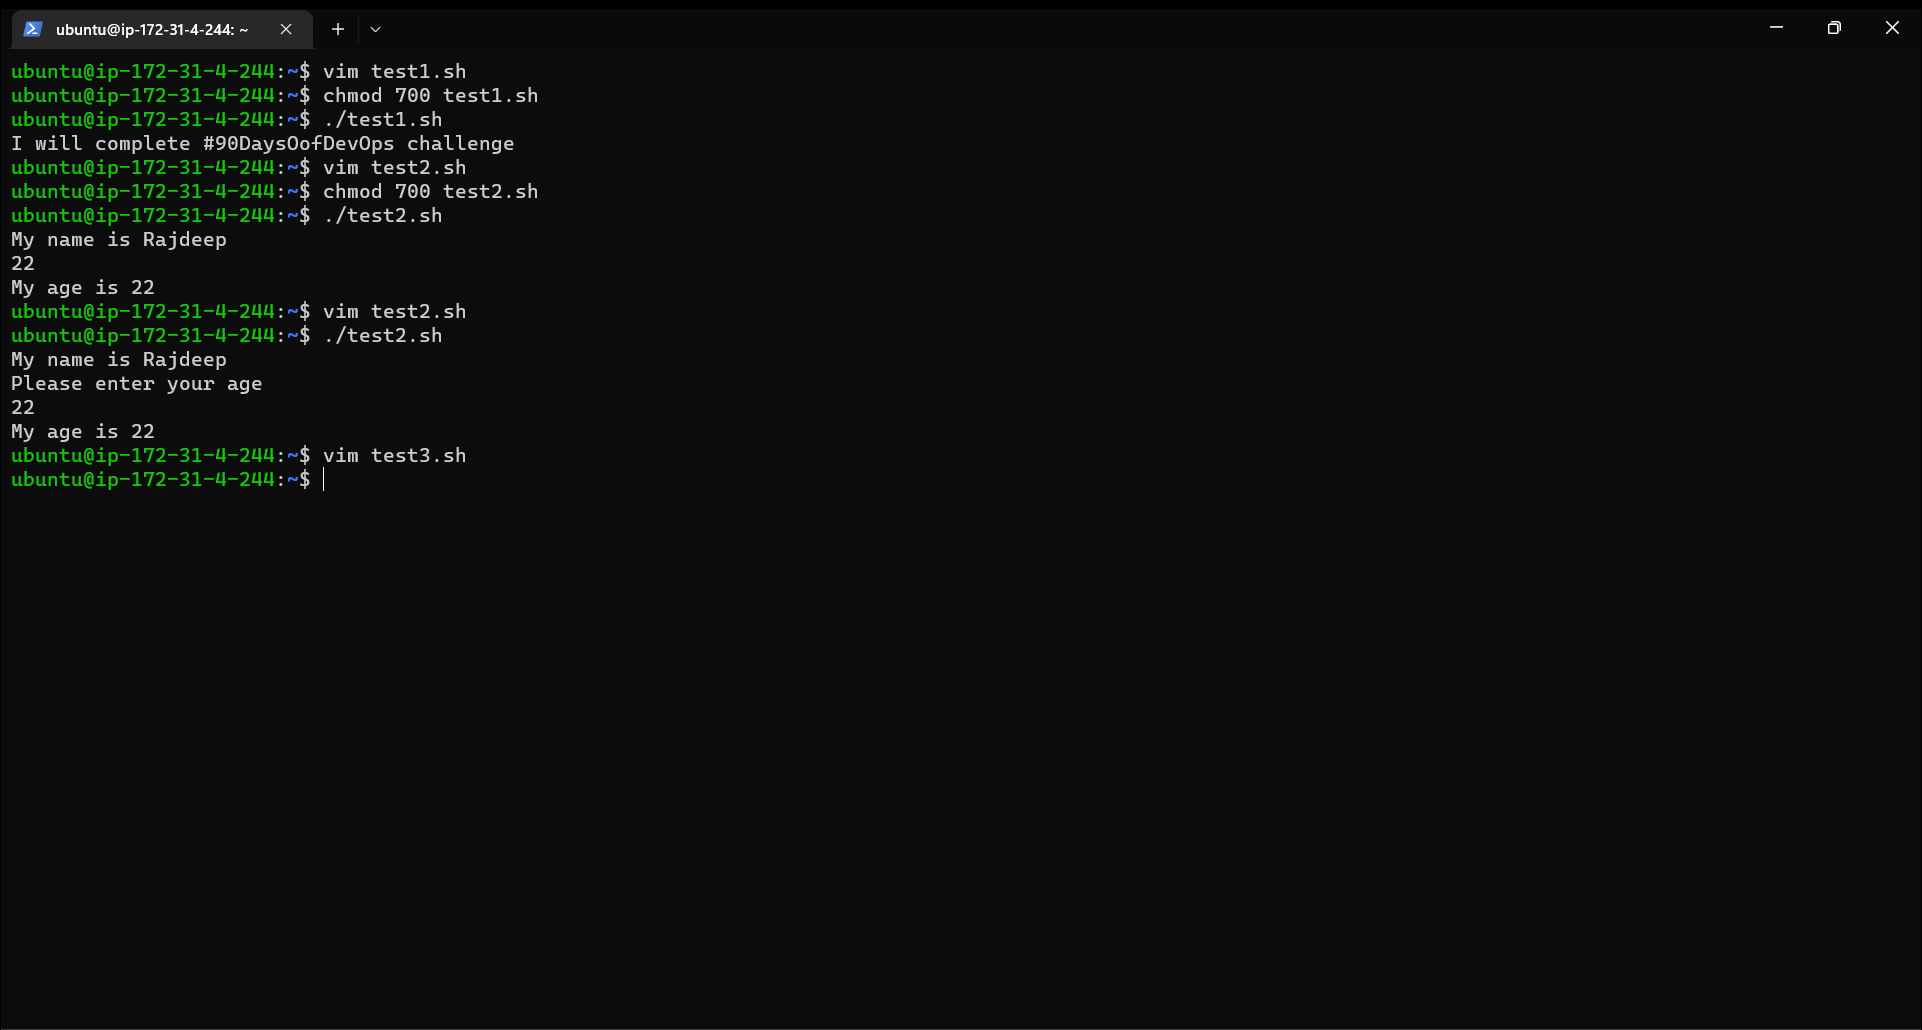 ubuntu@ip-172-31-4-244: ~
ubuntu@ip-172-31-4-244:~$ vim test1.sh
ubuntu@ip-172-31-4-244:~$ chmod 700 test1.sh
ubuntu@ip-172-31-4-244:~$ ./test1.sh
I will complete #90DaysOofDevOps challenge
ubuntu@ip-172-31-4-244:~$ vim test2.sh
ubuntu@ip-172-31-4-244:~$ chmod 700 test2.sh
ubuntu@ip-172-31-4-244:~$ ./test2.sh
My name is Rajdeep
22
My age is 22
ubuntu@ip-172-31-4-244:~$ vim test2.sh
ubuntu@ip-172-31-4-244:~$ ./test2.sh
My name is Rajdeep
Please enter your age
22
My age is 22
ubuntu@ip-172-31-4-244:~$ vim test3.sh
ubuntu@ip-172-31-4-244:~$